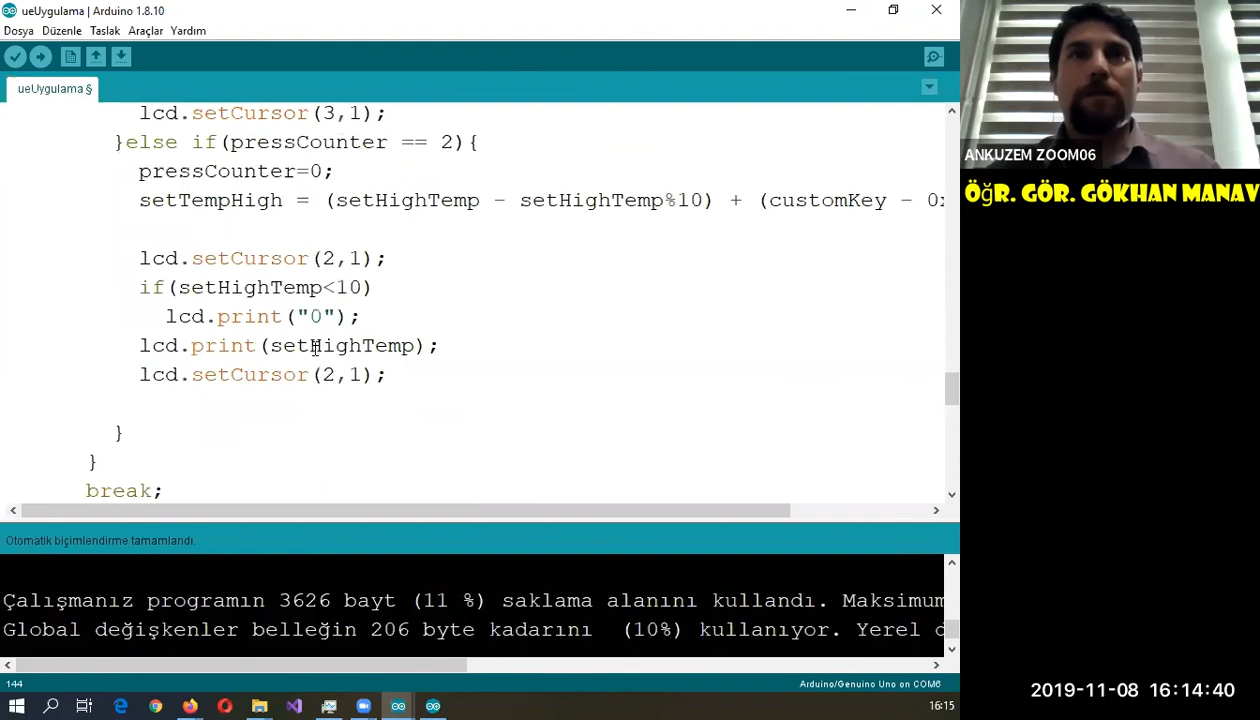 ueUygulama | Arduino 1.8.10
Dosya Düzenle Taslak Araçlar Yardım
ueUygulama §
lcd.setCursor(3,1);
}else if(pressCounter == 2){
pressCounter=0;
setTempHigh = (setHighTemp - setHighTemp%10) + (customKey - 0x
lcd.setCursor(2,1);
if(setHighTemp<10)
lcd.print("0");
lcd.print(setHighTemp);
lcd.setCursor(2,1);
}
}
break;
Otomatik biçimlendirme tamamlandı.
Çalışmanız programın 3626 bayt (11 %) saklama alanını kullandı. Maksimum
Global değişkenler belleğin 206 byte kadarını (10%) kullanıyor. Yerel d
144
Arduino/Genuino Uno on COM6
16:15
ANKUZEM ZOOM06
ÖĞR. GÖR. GÖKHAN MANAV
2019-11-08 16:14:40